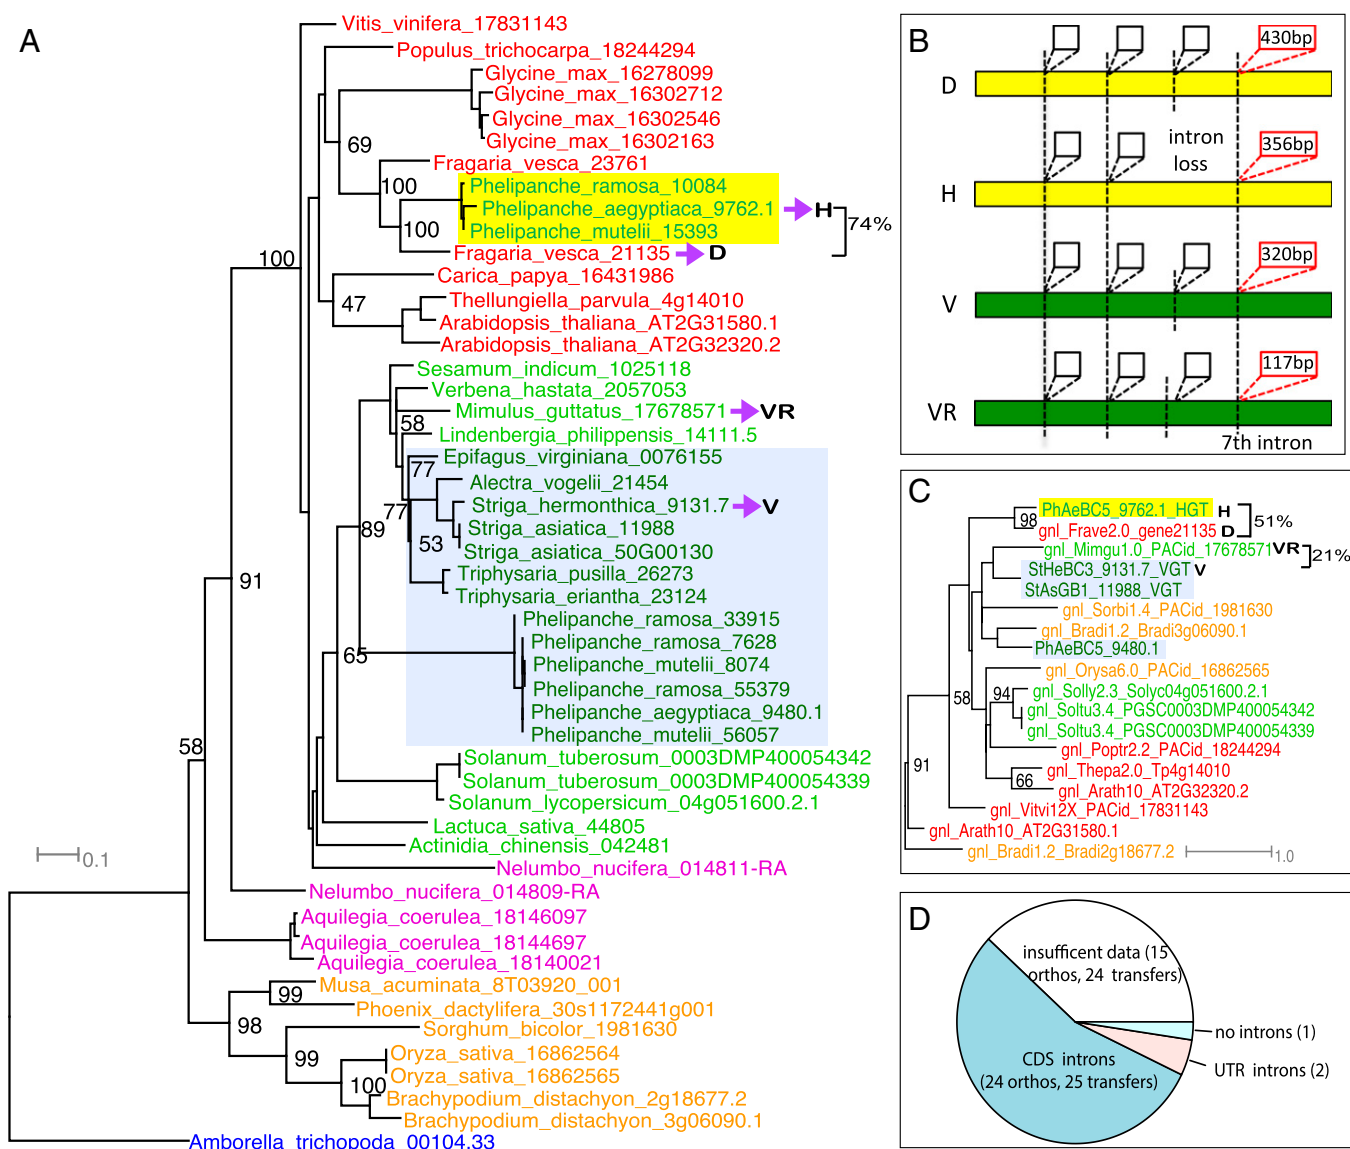 A
Vitis_vinifera_17831143
Populus_trichocarpa_18244294
Glycine_max_16278099
Glycine_max_16302712
Glycine_max_16302546
Glycine_max_16302163
69
Fragaria_vesca_23761
100
Phelipanche_ramosa_10084
Phelipanche_aegyptiaca_9762.1
H
74%
Phelipanche_mutelii_15393
100
Fragaria_vesca_21135
D
100
Carica_papya_16431986
47
Thellungiella_parvula_4g14010
Arabidopsis_thaliana_AT2G31580.1
Arabidopsis_thaliana_AT2G32320.2
Sesamum_indicum_1025118
Verbena_hastata_2057053
Mimulus_guttatus_17678571
VR
58
Lindenbergia_philippensis_14111.5
Epifagus_virginiana_0076155
77
Alectra_vogelii_21454
Striga_hermonthica_9131.7
V
77
89
Striga_asiatica_11988
53
Striga_asiatica_50G00130
Triphysaria_pusilla_26273
91
Triphysaria_eriantha_23124
Phelipanche_ramosa_33915
Phelipanche_ramosa_7628
65
Phelipanche_mutelii_8074
Phelipanche_ramosa_55379
Phelipanche_aegyptiaca_9480.1
Phelipanche_mutelii_56057
58
Solanum_tuberosum_0003DMP400054342
Solanum_tuberosum_0003DMP400054339
Solanum_lycopersicum_04g051600.2.1
Lactuca_sativa_44805
Actinidia_chinensis_042481
0.1
Nelumbo_nucifera_014811-RA
Nelumbo_nucifera_014809-RA
Aquilegia_coerulea_18146097
Aquilegia_coerulea_18144697
Aquilegia_coerulea_18140021
Musa_acuminata_8T03920_001
99
Phoenix_dactylifera_30s1172441g001
98
Sorghum_bicolor_1981630
99
Oryza_sativa_16862564
Oryza_sativa_16862565
100
Brachypodium_distachyon_2g18677.2
Brachypodium_distachyon_3g06090.1
Amborella_trichopoda_00104.33
B
430bp
D
intron
loss
356bp
H
320bp
V
117bp
VR
7th intron
C
PhAeBC5_9762.1_HGT H
98
51%
gnl_Frave2.0_gene21135 D
gnl_Mimgu1.0_PACid_17678571 VR
21%
StHeBC3_9131.7_VGT V
StAsGB1_11988_VGT
gnl_Sorbi1.4_PACid_1981630
gnl_Bradi1.2_Bradi3g06090.1
PhAeBC5_9480.1
gnl_Orysa6.0_PACid_16862565
58
94
gnl_Solly2.3_Solyc04g051600.2.1
gnl_Soltu3.4_PGSC0003DMP400054342
gnl_Soltu3.4_PGSC0003DMP400054339
gnl_Poptr2.2_PACid_18244294
91
gnl_Thepa2.0_Tp4g14010
66
gnl_Arath10_AT2G32320.2
gnl_Vitvi12X_PACid_17831143
gnl_Arath10_AT2G31580.1
gnl_Bradi1.2_Bradi2g18677.2
1.0
D
insufficent data (15
orthos, 24 transfers)
no introns (1)
CDS introns
(24 orthos, 25 transfers)
UTR introns (2)